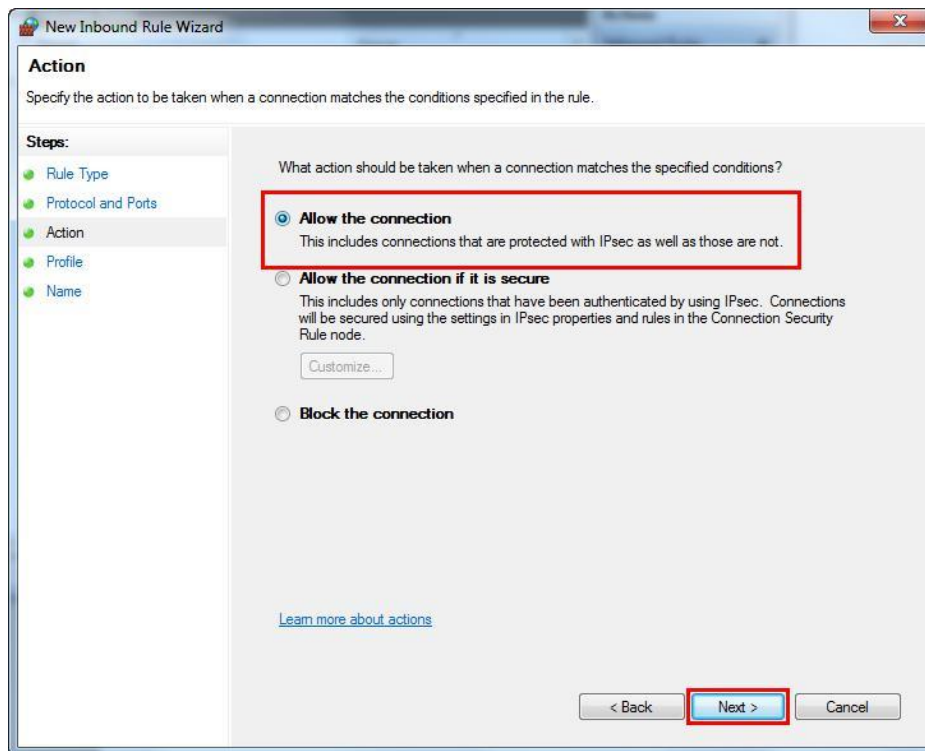 New Inbound Rule Wizard
Action
Specify the action to be taken when a connection matches the conditions specified in the rule.
Steps:
Rule Type
Protocol and Ports
Action
Profile
Name
What action should be taken when a connection matches the specified conditions?
Allow the connection
This includes connections that are protected with IPsec as well as those are not.
Allow the connection if it is secure
This includes only connections that have been authenticated by using IPsec. Connections
will be secured using the settings in IPsec properties and rules in the Connection Security
Rule node.
Customize...
Block the connection
Learn more about actions
< Back
Next >
Cancel